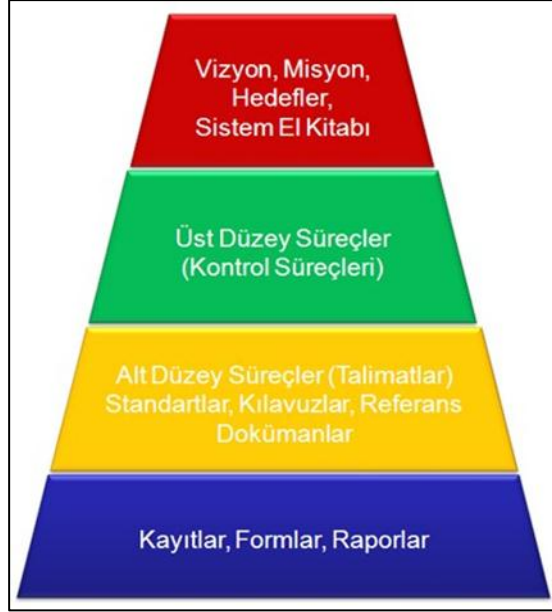 Vizyon, Misyon,
Hedefler,
Sistem El Kitabı
Üst Düzey Süreçler
(Kontrol Süreçleri)
Alt Düzey Süreçler (Talimatlar)
Standartlar, Kılavuzlar, Referans
Dokümanlar
Kayıtlar, Formlar, Raporlar